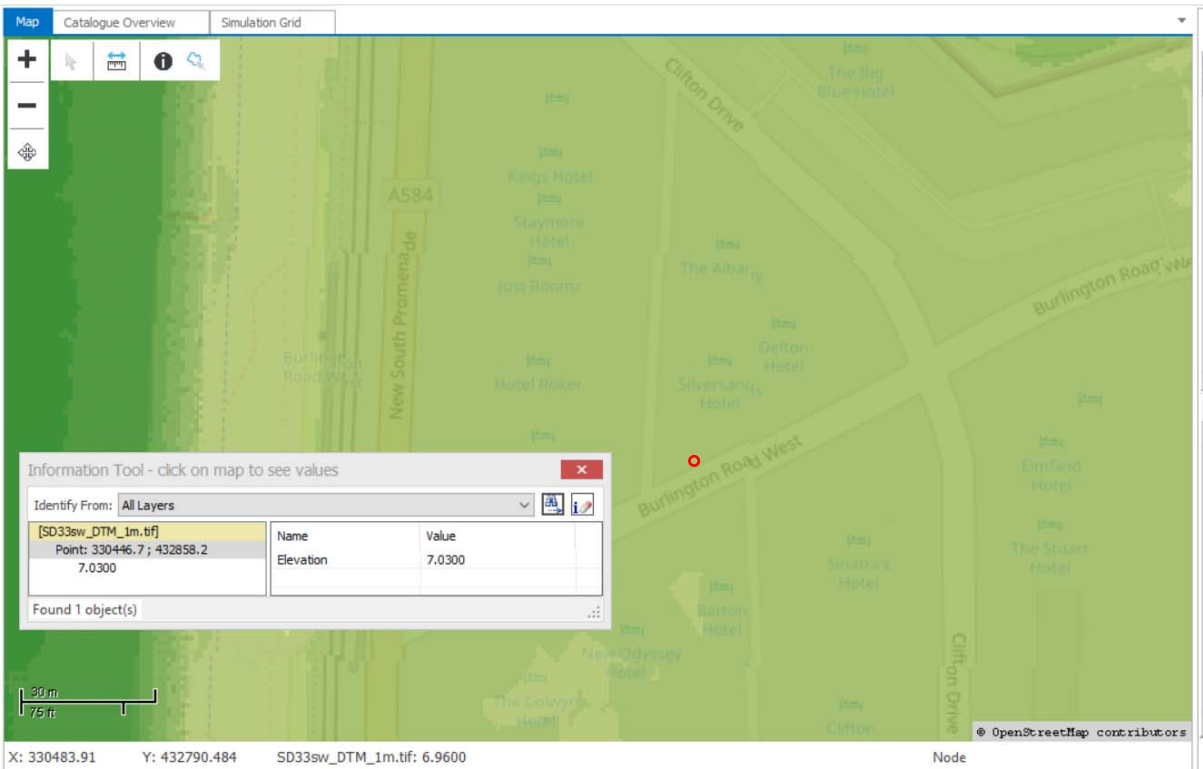 Map Catalogue Overview Simulation Grid
Clifton Drive
The Big
Blue Hotel
Kings Hotel
A584
Staymore
Hotel
The Albany
Just Roomz
Burlington Road West
New South Promenade
Burlington
Road West
Delton
Hotel
Hotel Roker
Silversands
Hotel
Burlington Road West
Elmfield
Hotel
The Stuart
Hotel
Sinatra's
Hotel
Barton
Hotel
New Odyssey
Hotel
The Colwyn
Hotel
Clifton Drive
Clifton
Information Tool - click on map to see values
Identify From: All Layers
[SD33sw_DTM_1m.tif]
Point: 330446.7 ; 432858.2
7.0300
Name Value
Elevation 7.0300
Found 1 object(s)
30 m
75 ft
© OpenStreetMap contributors
X: 330483.91 Y: 432790.484 SD33sw_DTM_1m.tif: 6.9600 Node